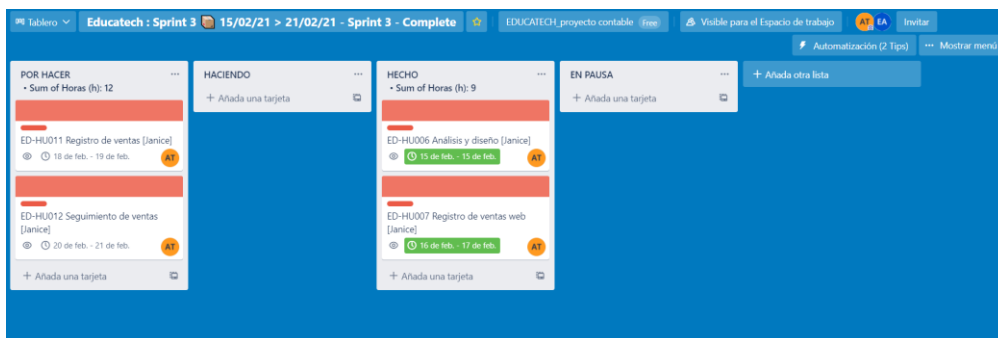 Tablero
Educatech : Sprint 3 15/02/21 > 21/02/21 - Sprint 3 - Complete
EDUCATECH_proyecto contable Free
Visible para el Espacio de trabajo
AT EA
Invitar
Automatización (2 Tips)
··· Mostrar menú
POR HACER ···
• Sum of Horas (h): 12
ED-HU011 Registro de ventas [Janice]
18 de feb. - 19 de feb.
AT
ED-HU012 Seguimiento de ventas
[Janice]
20 de feb. - 21 de feb.
AT
+ Añada una tarjeta
HACIENDO ···
+ Añada una tarjeta
HECHO ···
• Sum of Horas (h): 9
ED-HU006 Análisis y diseño [Janice]
15 de feb. - 15 de feb.
AT
ED-HU007 Registro de ventas web
[Janice]
16 de feb. - 17 de feb.
AT
+ Añada una tarjeta
EN PAUSA ···
+ Añada una tarjeta
+ Añada otra lista